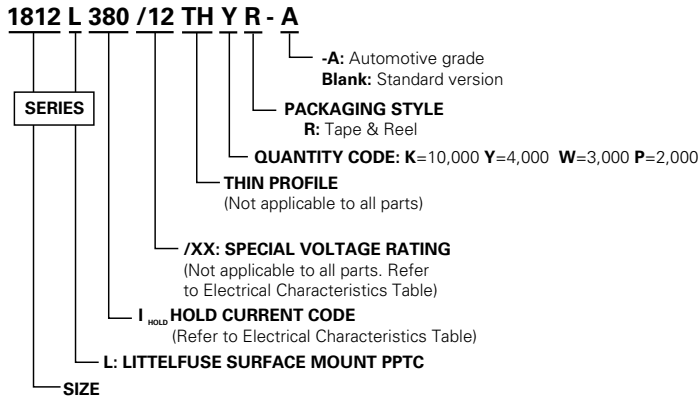 1812 L 380 /12 TH Y R - A
-A: Automotive grade
Blank: Standard version
SERIES
PACKAGING STYLE
R: Tape & Reel
QUANTITY CODE: K=10,000 Y=4,000 W=3,000 P=2,000
THIN PROFILE
(Not applicable to all parts)
/XX: SPECIAL VOLTAGE RATING
(Not applicable to all parts. Refer
to Electrical Characteristics Table)
I HOLD HOLD CURRENT CODE
(Refer to Electrical Characteristics Table)
L: LITTELFUSE SURFACE MOUNT PPTC
SIZE